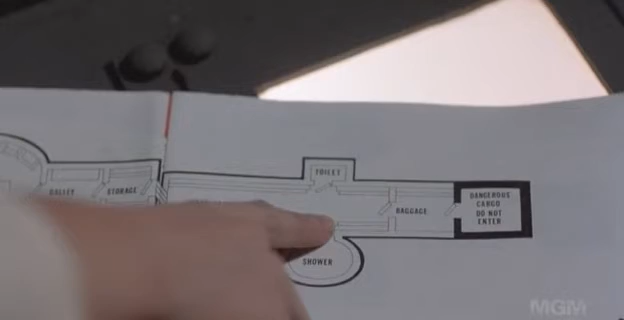 TOILET
GALLEY
STORAGE
BAGGAGE
DANGEROUS
CARGO
DO NOT
ENTER
SHOWER
MGM